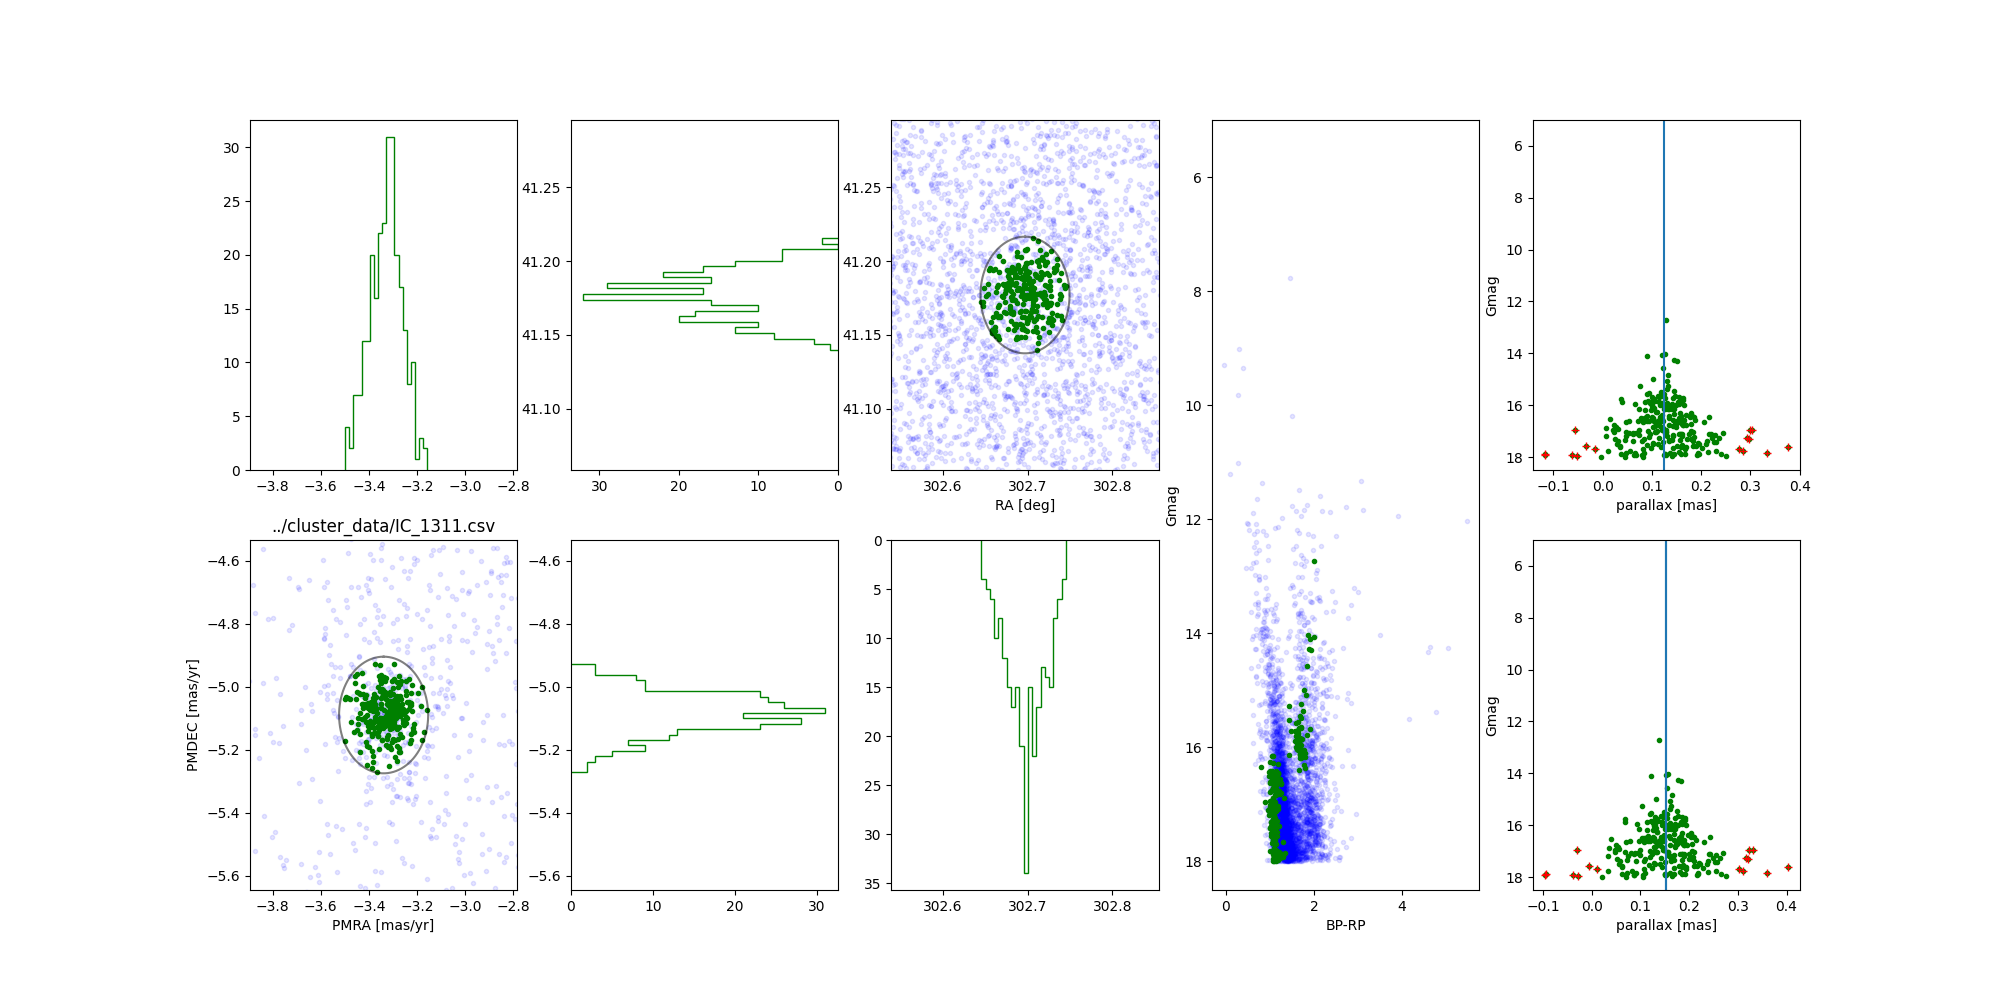 30
25
20
15
10
5
0
−3.8 −3.6 −3.4 −3.2 −3.0 −2.8
41.25
41.20
41.15
41.10
30 20 10 0
41.25
41.20
41.15
41.10
302.6 302.7 302.8
RA [deg]
6
8
10
12
14
16
18
Gmag
0 2 4
BP-RP
6
8
10
12
14
16
18
Gmag
−0.1 0.0 0.1 0.2 0.3 0.4
parallax [mas]
../cluster_data/IC_1311.csv
−4.6
−4.8
−5.0
−5.2
−5.4
−5.6
PMDEC [mas/yr]
−3.8 −3.6 −3.4 −3.2 −3.0 −2.8
PMRA [mas/yr]
−4.6
−4.8
−5.0
−5.2
−5.4
−5.6
0 10 20 30
0
5
10
15
20
25
30
35
302.6 302.7 302.8
6
8
10
12
14
16
18
Gmag
−0.1 0.0 0.1 0.2 0.3 0.4
parallax [mas]